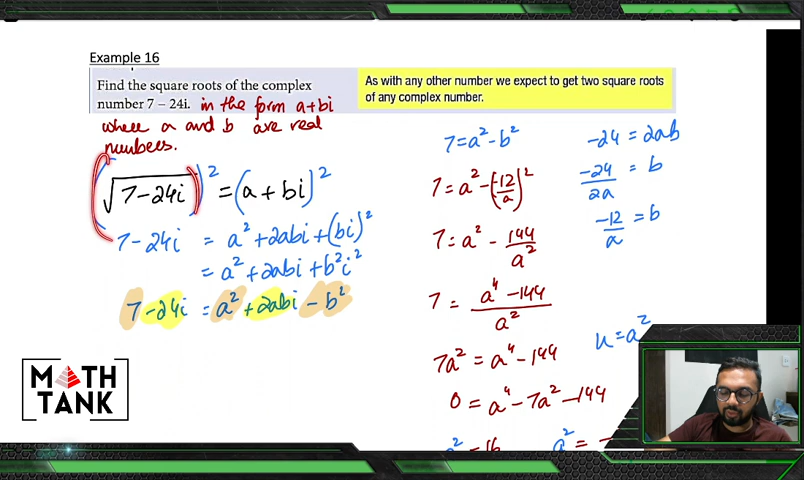 Example 16
Find the square roots of the complex
number 7 – 24i. in the form a+bi
where a and b are real
numbers.
As with any other number we expect to get two square roots
of any complex number.
(√7-24i)² = (a + bi)²
7-24i = a² + 2abi + (bi)²
= a² + 2abi + b²i²
7 - 24i = a² + 2abi - b²
7 = a² - b²
7 = a² - (-12/a)²
7 = a² - 144/a²
7 = a⁴ - 144/a²
7a² = a⁴ - 144
0 = a⁴ - 7a² - 144
-24 = 2ab
-24/2a = b
-12/a = b
u = a²
a² = 16
a² = -
MATH
TANK